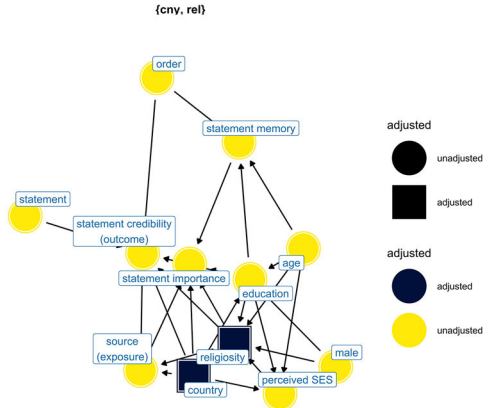 {cny, rel}
order
statement memory
statement
statement credibility
(outcome)
statement importance
age
education
source
(exposure)
religiosity
male
country
perceived SES
adjusted
unadjusted
adjusted
adjusted
adjusted
unadjusted